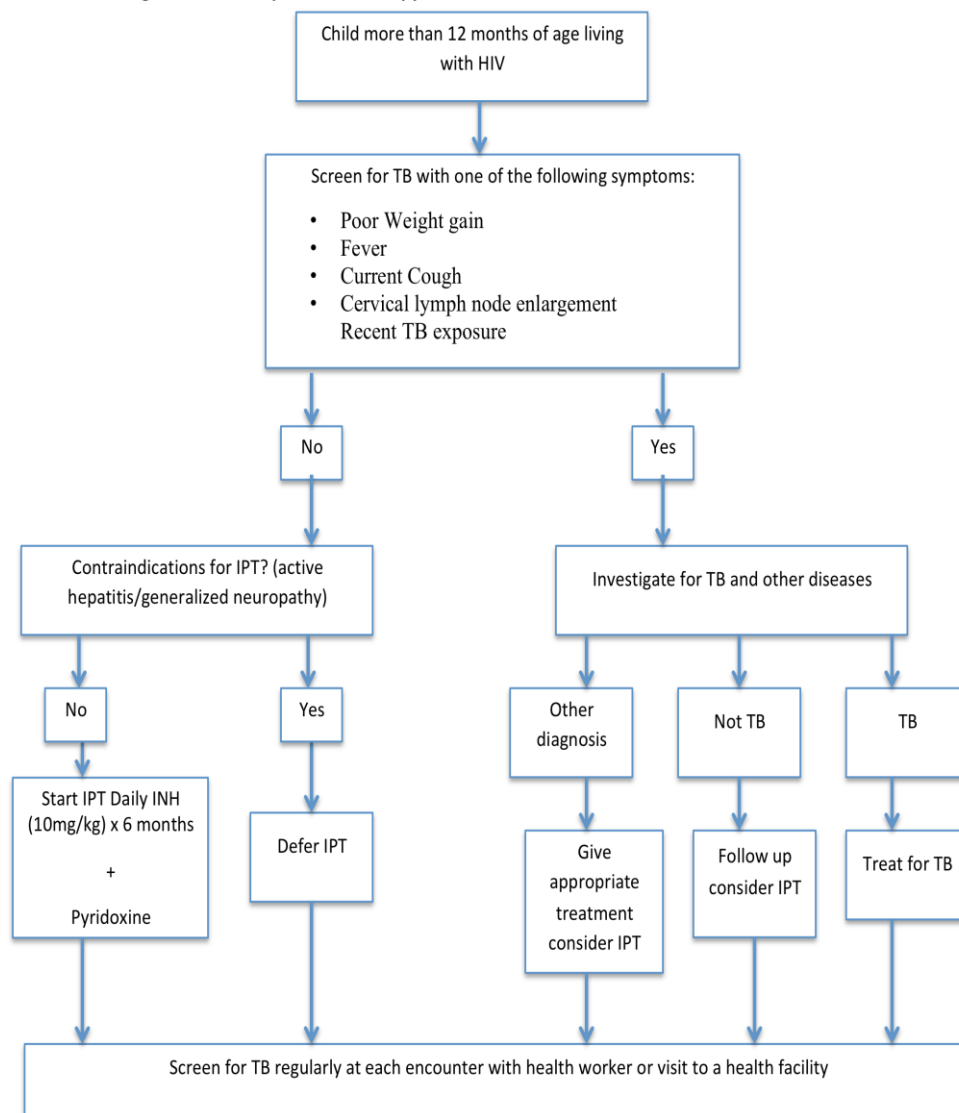 Child more than 12 months of age living
with HIV
Screen for TB with one of the following symptoms:
• Poor Weight gain
• Fever
• Current Cough
• Cervical lymph node enlargement
Recent TB exposure
No
Yes
Contraindications for IPT? (active
hepatitis/generalized neuropathy)
Investigate for TB and other diseases
No
Yes
Other
diagnosis
Not TB
TB
Start IPT Daily INH
(10mg/kg) x 6 months
+
Pyridoxine
Defer IPT
Give
appropriate
treatment
consider IPT
Follow up
consider IPT
Treat for TB
Screen for TB regularly at each encounter with health worker or visit to a health facility